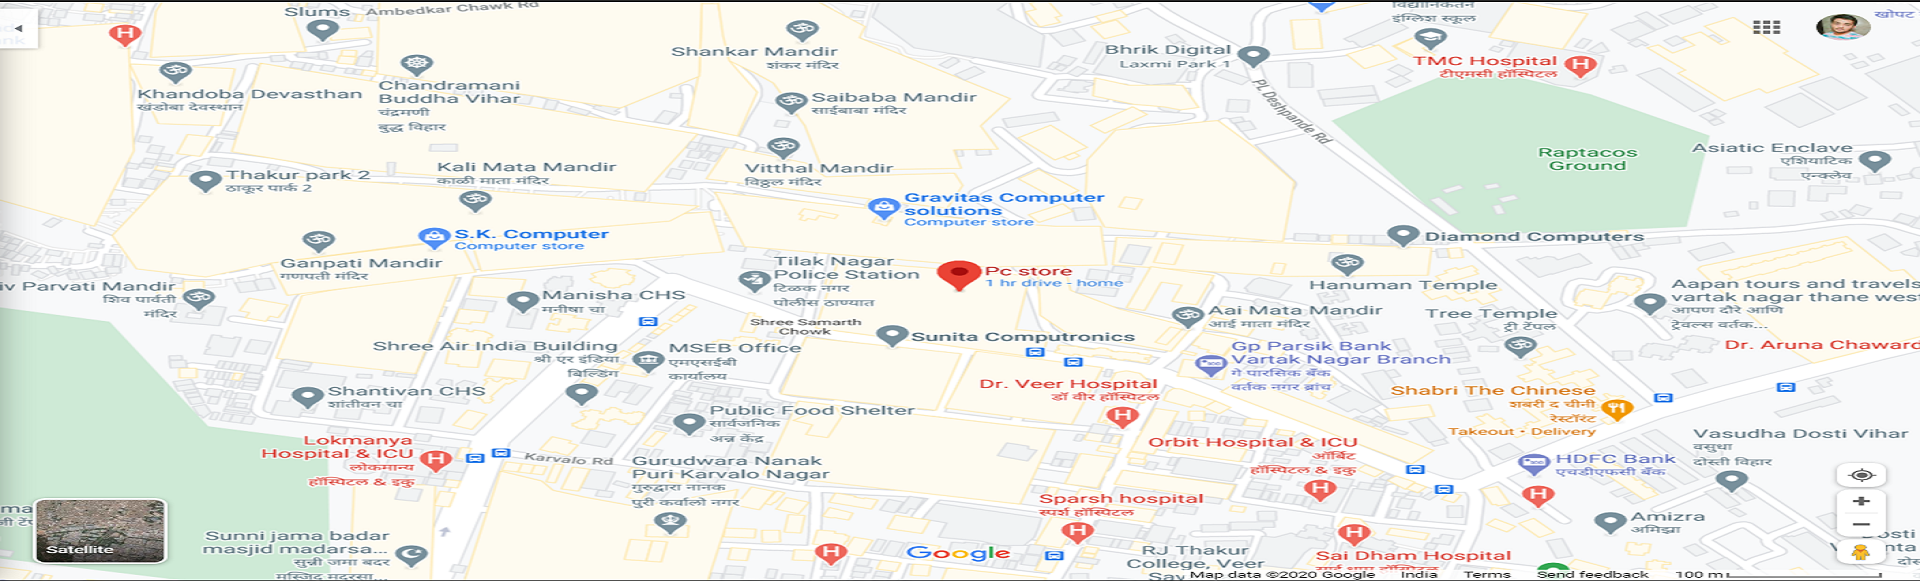 Slums
Ambedkar Chawk Rd
Khandoba Devasthan
खंडोबा देवस्थान
Chandramani
Buddha Vihar
चंद्रमणी
बुद्ध विहार
Shankar Mandir
शंकर मंदिर
Saibaba Mandir
साईबाबा मंदिर
Bhrik Digital
Laxmi Park 1
इंग्लिश स्कूल
TMC Hospital
टीएमसी हॉस्पिटल
खोपट
PL Deshpande Rd
Raptacos
Ground
Asiatic Enclave
एशियाटिक
एन्क्लेव
Thakur park 2
ठाकूर पार्क 2
Kali Mata Mandir
काळी माता मंदिर
Vitthal Mandir
विठ्ठल मंदिर
Gravitas Computer
solutions
Computer store
S.K. Computer
Computer store
Diamond Computers
Ganpati Mandir
गणपती मंदिर
Tilak Nagar
Police Station
टिळक नगर
पोलीस ठाण्यात
Pc store
1 hr drive - home
Hanuman Temple
iv Parvati Mandir
शिव पार्वती
मंदिर
Manisha CHS
मनीषा चा
Aai Mata Mandir
आई माता मंदिर
Tree Temple
ट्री टेंपल
Aapan tours and travels
vartak nagar thane west
आपण दौरे आणि
ट्रॅवल्स वर्तक...
Shree Samarth
Chowk
Sunita Computronics
Shree Air India Building
श्री एर इंडिया
बिल्डिंग
MSEB Office
एमएसईबी
कार्यालय
Gp Parsik Bank
Vartak Nagar Branch
गे पारसिक बँक
वर्तक नगर ब्रांच
Dr. Aruna Chaward
Shantivan CHS
शांतीवन चा
Dr. Veer Hospital
डॉ वीर हॉस्पिटल
Shabri The Chinese
शबरी द चीनी
रेस्टॉरंट
Takeout • Delivery
Public Food Shelter
सार्वजनिक
अन्न केंद्र
Lokmanya
Hospital & ICU
लोकमान्य
हॉस्पिटल & इकु
Karvalo Rd
Gurudwara Nanak
Puri Karvalo Nagar
गुरुद्वारा नानक
पुरी कर्वालो नगर
Orbit Hospital & ICU
ऑर्बिट
हॉस्पिटल & इकु
HDFC Bank
एचडीएफसी बँक
Vasudha Dosti Vihar
वसुधा
दोस्ती विहार
Sparsh hospital
स्पर्श हॉस्पिटल
Amizra
अमिझा
Satellite
Sunni jama badar
masjid madarsa...
सुन्नी जमा बदर
मस्जिद मदरसा...
Google
RJ Thakur
College, Veer
Sai Dham Hospital
Map data ©2020 Google
India
Terms
Send feedback
100 m